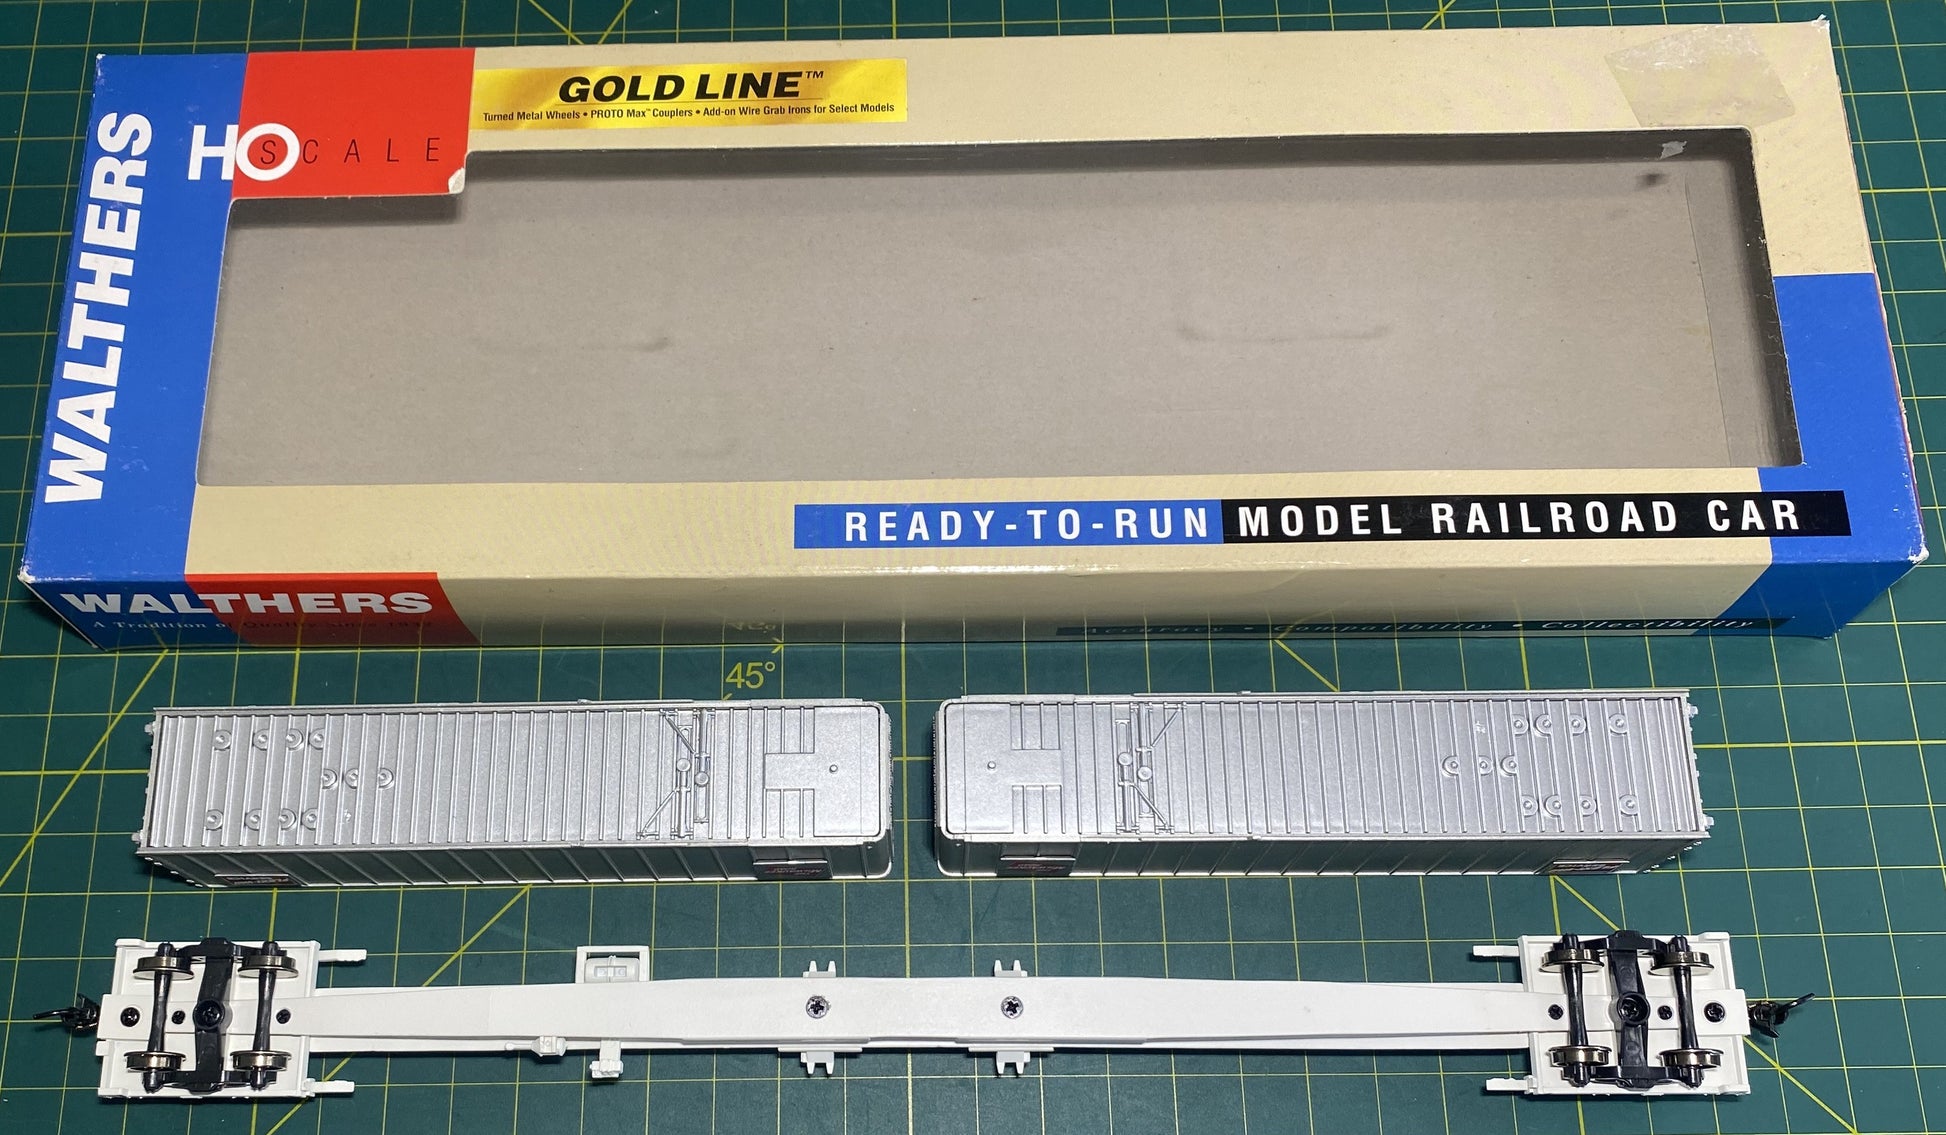 WALTHERS
HO SCALE
GOLD LINE™
Turned Metal Wheels • PROTO Max™ Couplers • Add-on Wire Grab Irons for Select Models
READY-TO-RUN MODEL RAILROAD CAR
WALTHERS
A Tradition of Quality Since 1932
Accuracy • Compatibility • Collectibility
45°